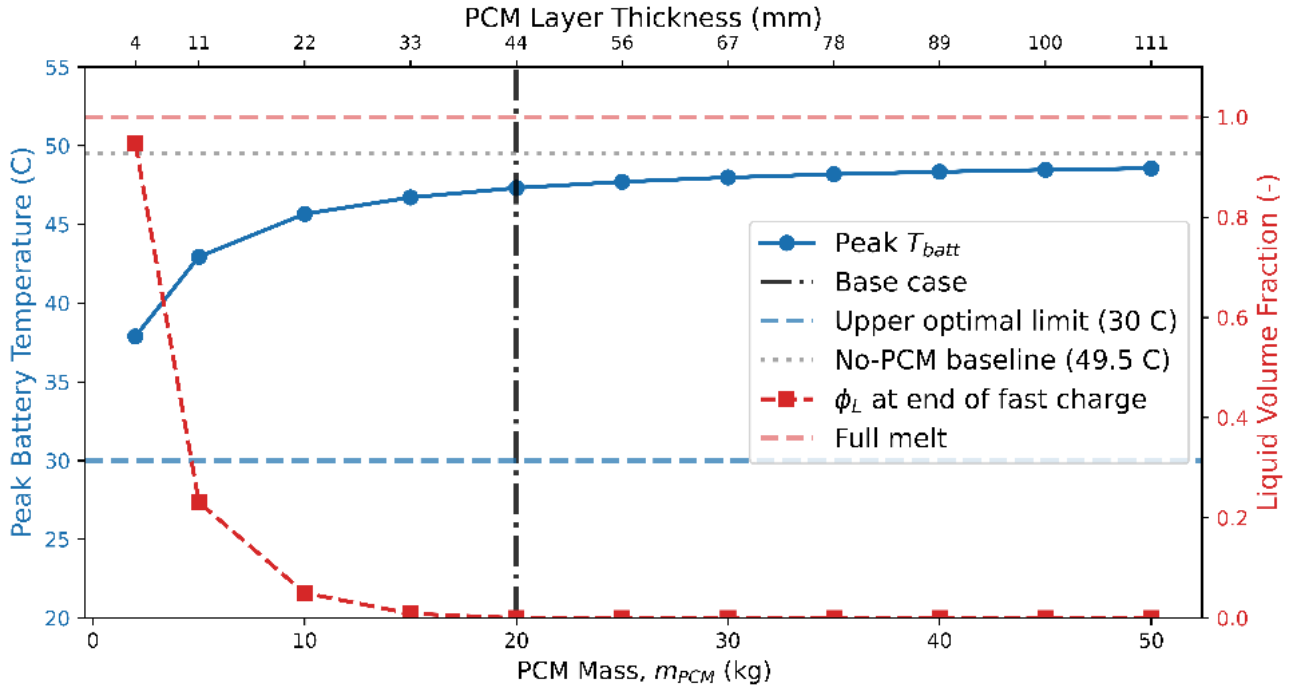 PCM Layer Thickness (mm)
4 11 22 33 44 56 67 78 89 100 111
Peak Battery Temperature (C)
55
50
45
40
35
30
25
20
Liquid Volume Fraction (-)
1.0
0.8
0.6
0.4
0.2
0.0
Peak T_batt
Base case
Upper optimal limit (30 C)
No-PCM baseline (49.5 C)
ϕ_L at end of fast charge
Full melt
0 10 20 30 40 50
PCM Mass, m_PCM (kg)